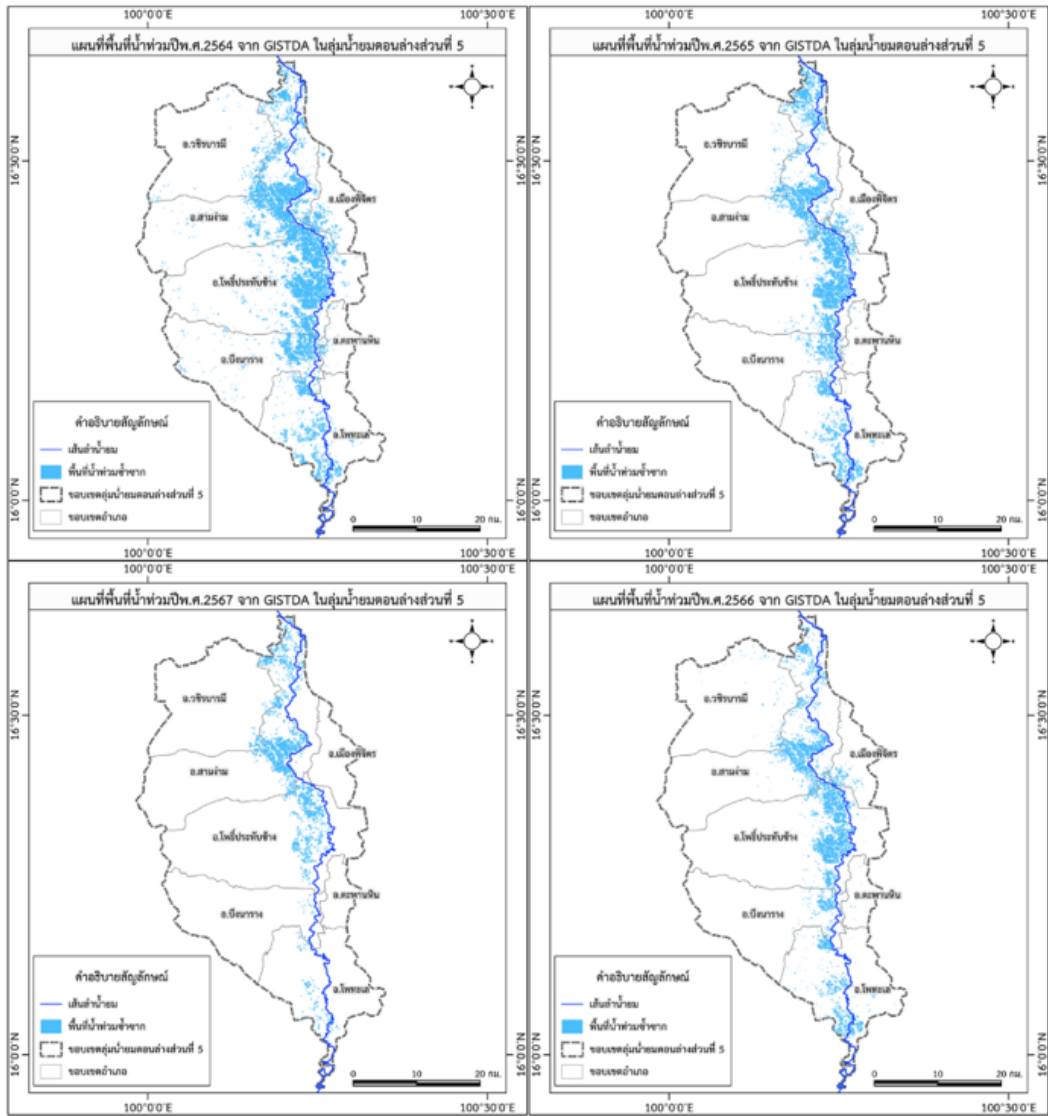 100°0'0"E 100°30'0"E
แผนที่พื้นที่น้ำท่วมปีพ.ศ.2564 จาก GISTDA ในลุ่มน้ำยมตอนล่างส่วนที่ 5
16°30'0"N
อ.วชิรบารมี
อ.เมืองพิจิตร
อ.สามง่าม
อ.โพธิ์ประทับช้าง
อ.ตะพานหิน
อ.บึงนาราง
อ.โพทะเล
คำอธิบายสัญลักษณ์
เส้นลำน้ำยม
พื้นที่น้ำท่วมซ้ำซาก
ขอบเขตลุ่มน้ำยมตอนล่างส่วนที่ 5
ขอบเขตอำเภอ
16°0'0"N
0 10 20 กม.
100°0'0"E 100°30'0"E
100°0'0"E 100°30'0"E
แผนที่พื้นที่น้ำท่วมปีพ.ศ.2565 จาก GISTDA ในลุ่มน้ำยมตอนล่างส่วนที่ 5
16°30'0"N
อ.วชิรบารมี
อ.เมืองพิจิตร
อ.สามง่าม
อ.โพธิ์ประทับช้าง
อ.ตะพานหิน
อ.บึงนาราง
อ.โพทะเล
คำอธิบายสัญลักษณ์
เส้นลำน้ำยม
พื้นที่น้ำท่วมซ้ำซาก
ขอบเขตลุ่มน้ำยมตอนล่างส่วนที่ 5
ขอบเขตอำเภอ
16°0'0"N
0 10 20 กม.
100°0'0"E 100°30'0"E
แผนที่พื้นที่น้ำท่วมปีพ.ศ.2567 จาก GISTDA ในลุ่มน้ำยมตอนล่างส่วนที่ 5
16°30'0"N
อ.วชิรบารมี
อ.เมืองพิจิตร
อ.สามง่าม
อ.โพธิ์ประทับช้าง
อ.ตะพานหิน
อ.บึงนาราง
อ.โพทะเล
คำอธิบายสัญลักษณ์
เส้นลำน้ำยม
พื้นที่น้ำท่วมซ้ำซาก
ขอบเขตลุ่มน้ำยมตอนล่างส่วนที่ 5
ขอบเขตอำเภอ
16°0'0"N
0 10 20 กม.
100°0'0"E 100°30'0"E
แผนที่พื้นที่น้ำท่วมปีพ.ศ.2566 จาก GISTDA ในลุ่มน้ำยมตอนล่างส่วนที่ 5
16°30'0"N
อ.วชิรบารมี
อ.เมืองพิจิตร
อ.สามง่าม
อ.โพธิ์ประทับช้าง
อ.ตะพานหิน
อ.บึงนาราง
อ.โพทะเล
คำอธิบายสัญลักษณ์
เส้นลำน้ำยม
พื้นที่น้ำท่วมซ้ำซาก
ขอบเขตลุ่มน้ำยมตอนล่างส่วนที่ 5
ขอบเขตอำเภอ
16°0'0"N
0 10 20 กม.
100°0'0"E 100°30'0"E